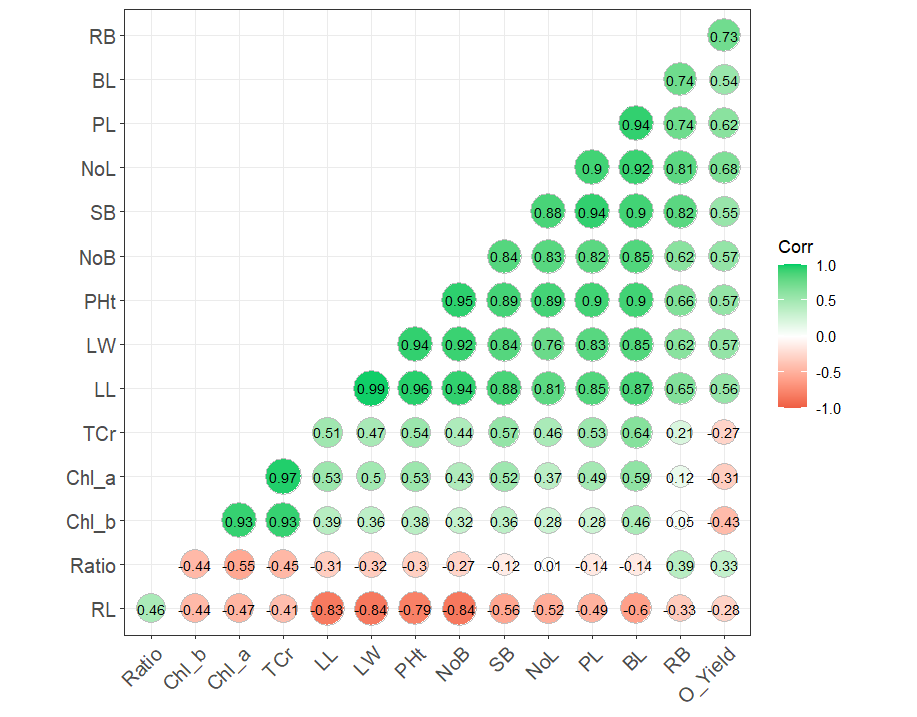 RB 0.73
BL 0.74 0.54
PL 0.94 0.74 0.62
NoL 0.9 0.92 0.81 0.68
SB 0.88 0.94 0.9 0.82 0.55
NoB 0.84 0.83 0.82 0.85 0.62 0.57
PHt 0.95 0.89 0.89 0.9 0.9 0.66 0.57
LW 0.94 0.92 0.84 0.76 0.83 0.85 0.62 0.57
LL 0.99 0.96 0.94 0.88 0.81 0.85 0.87 0.65 0.56
TCr 0.51 0.47 0.54 0.44 0.57 0.46 0.53 0.64 0.21 -0.27
Chl_a 0.97 0.53 0.5 0.53 0.43 0.52 0.37 0.49 0.59 0.12 -0.31
Chl_b 0.93 0.93 0.39 0.36 0.38 0.32 0.36 0.28 0.28 0.46 0.05 -0.43
Ratio -0.44 -0.55 -0.45 -0.31 -0.32 -0.3 -0.27 -0.12 0.01 -0.14 -0.14 0.39 0.33
RL 0.46 -0.44 -0.47 -0.41 -0.83 -0.84 -0.79 -0.84 -0.56 -0.52 -0.49 -0.6 -0.33 -0.28
Ratio Chl_b Chl_a TCr LL LW PHt NoB SB NoL PL BL RB O_Yield
Corr
1.0
0.5
0.0
-0.5
-1.0